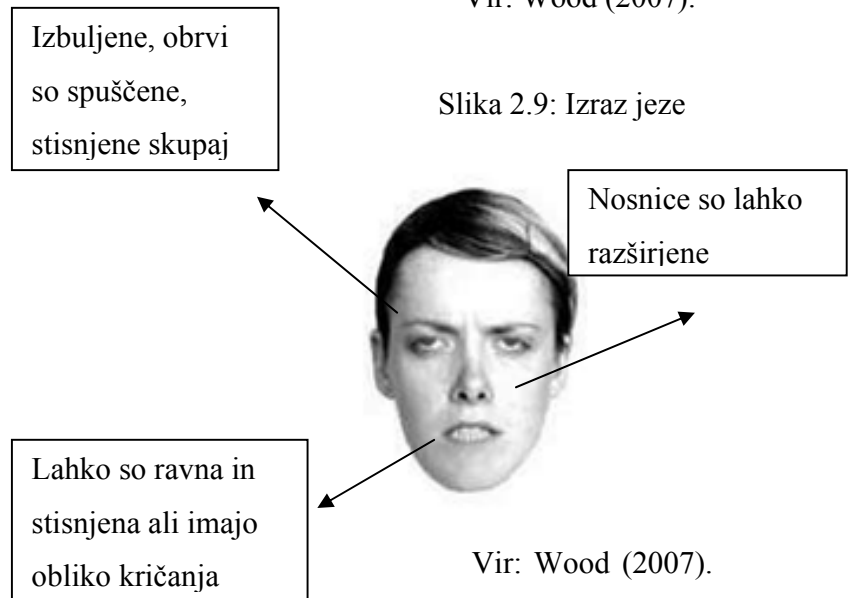 Vir: Wood (2007).
Izbuljene, obrvi
so spuščene,
stisnjene skupaj
Slika 2.9: Izraz jeze
Nosnice so lahko
razširjene
Lahko so ravna in
stisnjena ali imajo
obliko kričanja
Vir: Wood (2007).